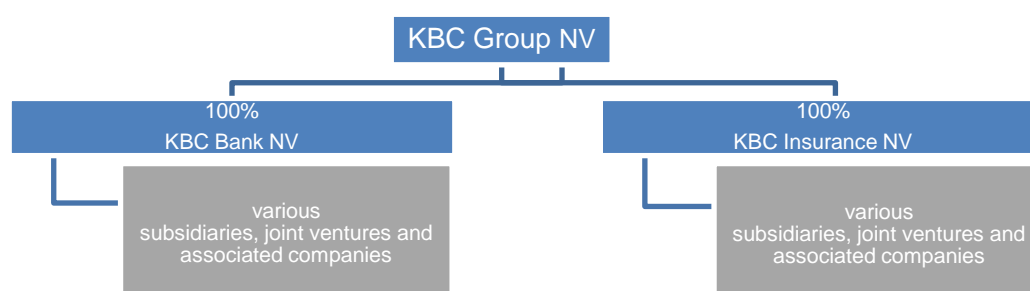 KBC Group NV
100%
KBC Bank NV
100%
KBC Insurance NV
various
subsidiaries, joint ventures and
associated companies
various
subsidiaries, joint ventures and
associated companies